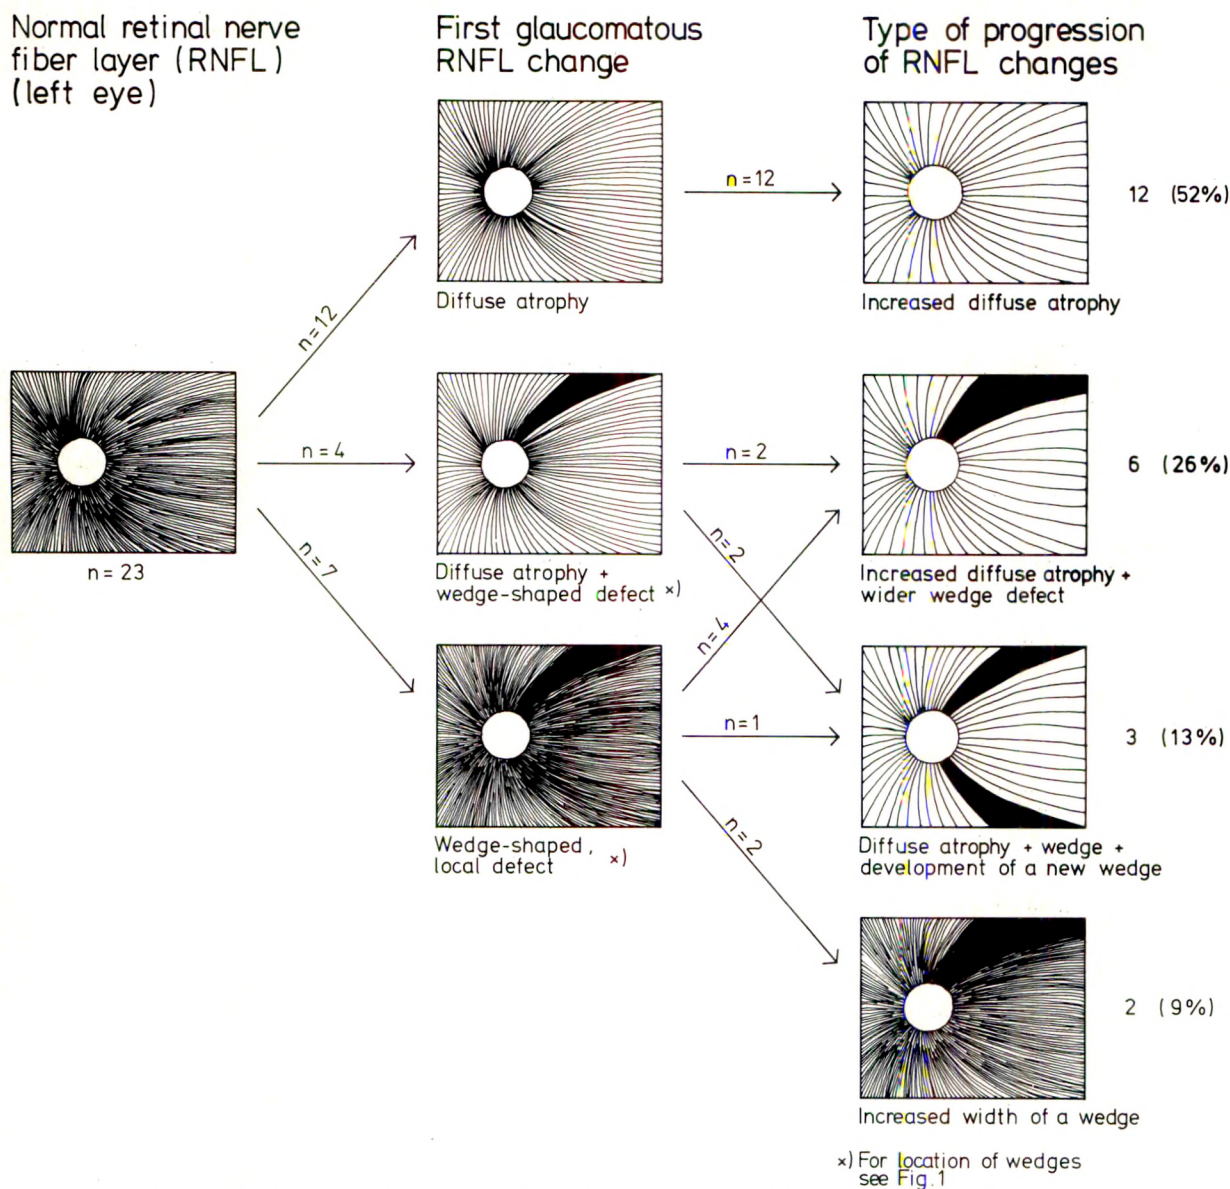 Normal retinal nerve
fiber layer (RNFL)
(left eye)
First glaucomatous
RNFL change
Type of progression
of RNFL changes
n=12
n=12
12 (52%)
Diffuse atrophy
Increased diffuse atrophy
n=4
n=2
6 (26%)
n=7
n=2
n=23
Diffuse atrophy +
wedge-shaped defect x)
Increased diffuse atrophy +
wider wedge defect
n=4
n=1
3 (13%)
n=2
Wedge-shaped,
local defect x)
Diffuse atrophy + wedge +
development of a new wedge
2 (9%)
Increased width of a wedge
x) For location of wedges
see Fig.1